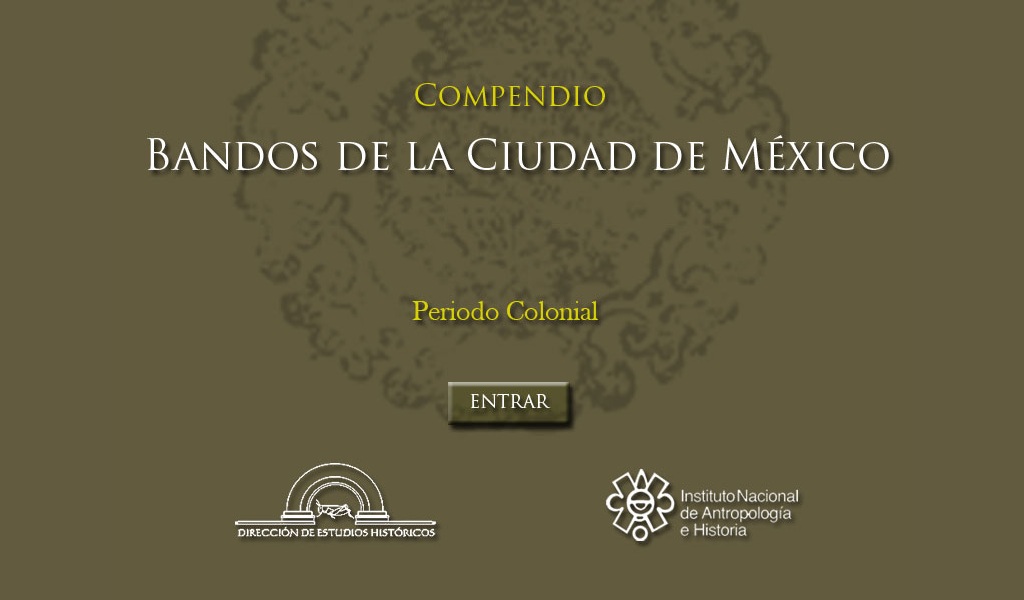 Compendio
Bandos de la Ciudad de México
Periodo Colonial
ENTRAR
DIRECCIÓN DE ESTUDIOS HISTÓRICOS
Instituto Nacional
de Antropología
e Historia